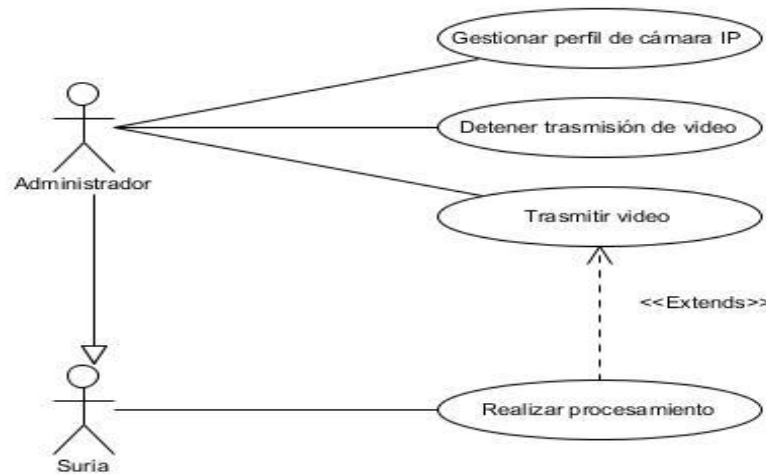 Gestionar perfil de cámara IP
Detener trasmisión de video
Administrador
Trasmitir video
<<Extends>>
Realizar procesamiento
Suria